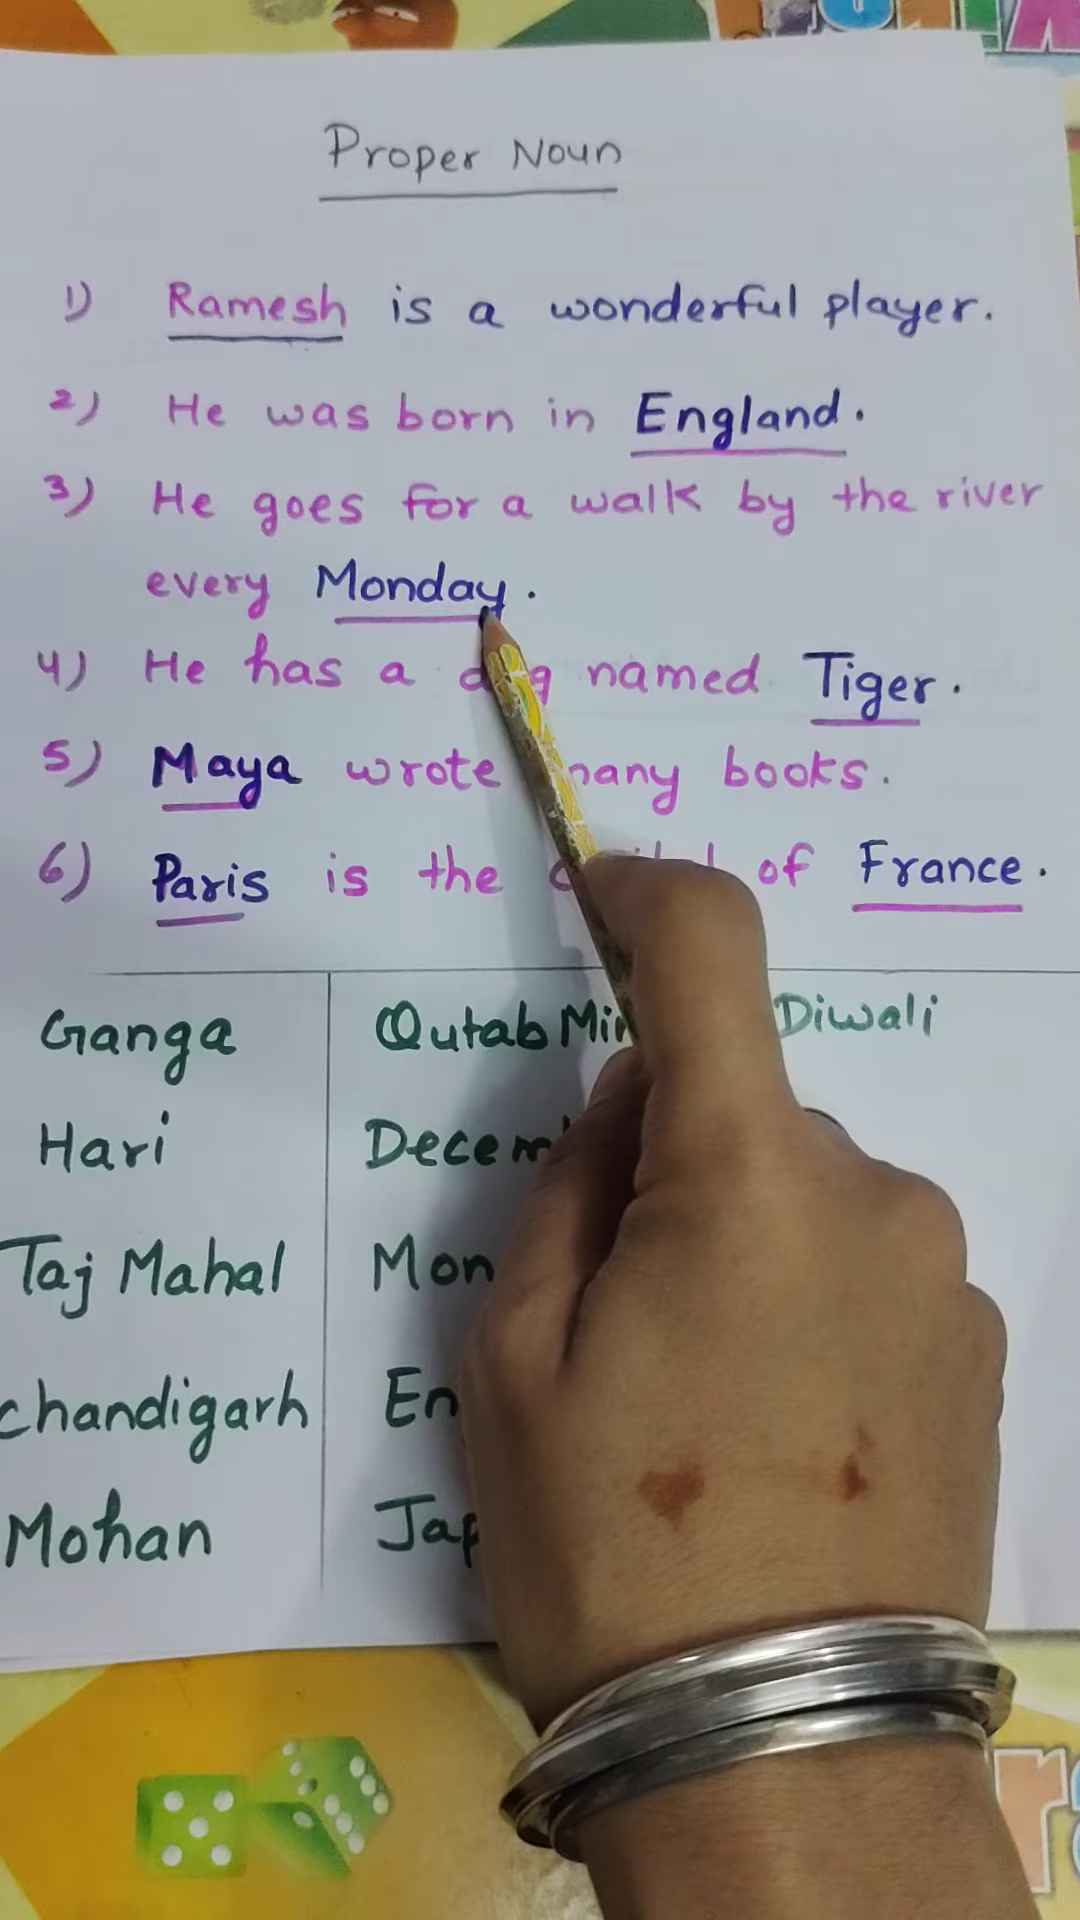 Proper Noun
1) Ramesh is a wonderful player.
2) He was born in England.
3) He goes for a walk by the river
every Monday.
4) He has a named Tiger.
5) Maya wrote books.
6) Paris is the of France.
Ganga
Hari
Taj Mahal
Chandigarh
Mohan
Qutab
Diwali